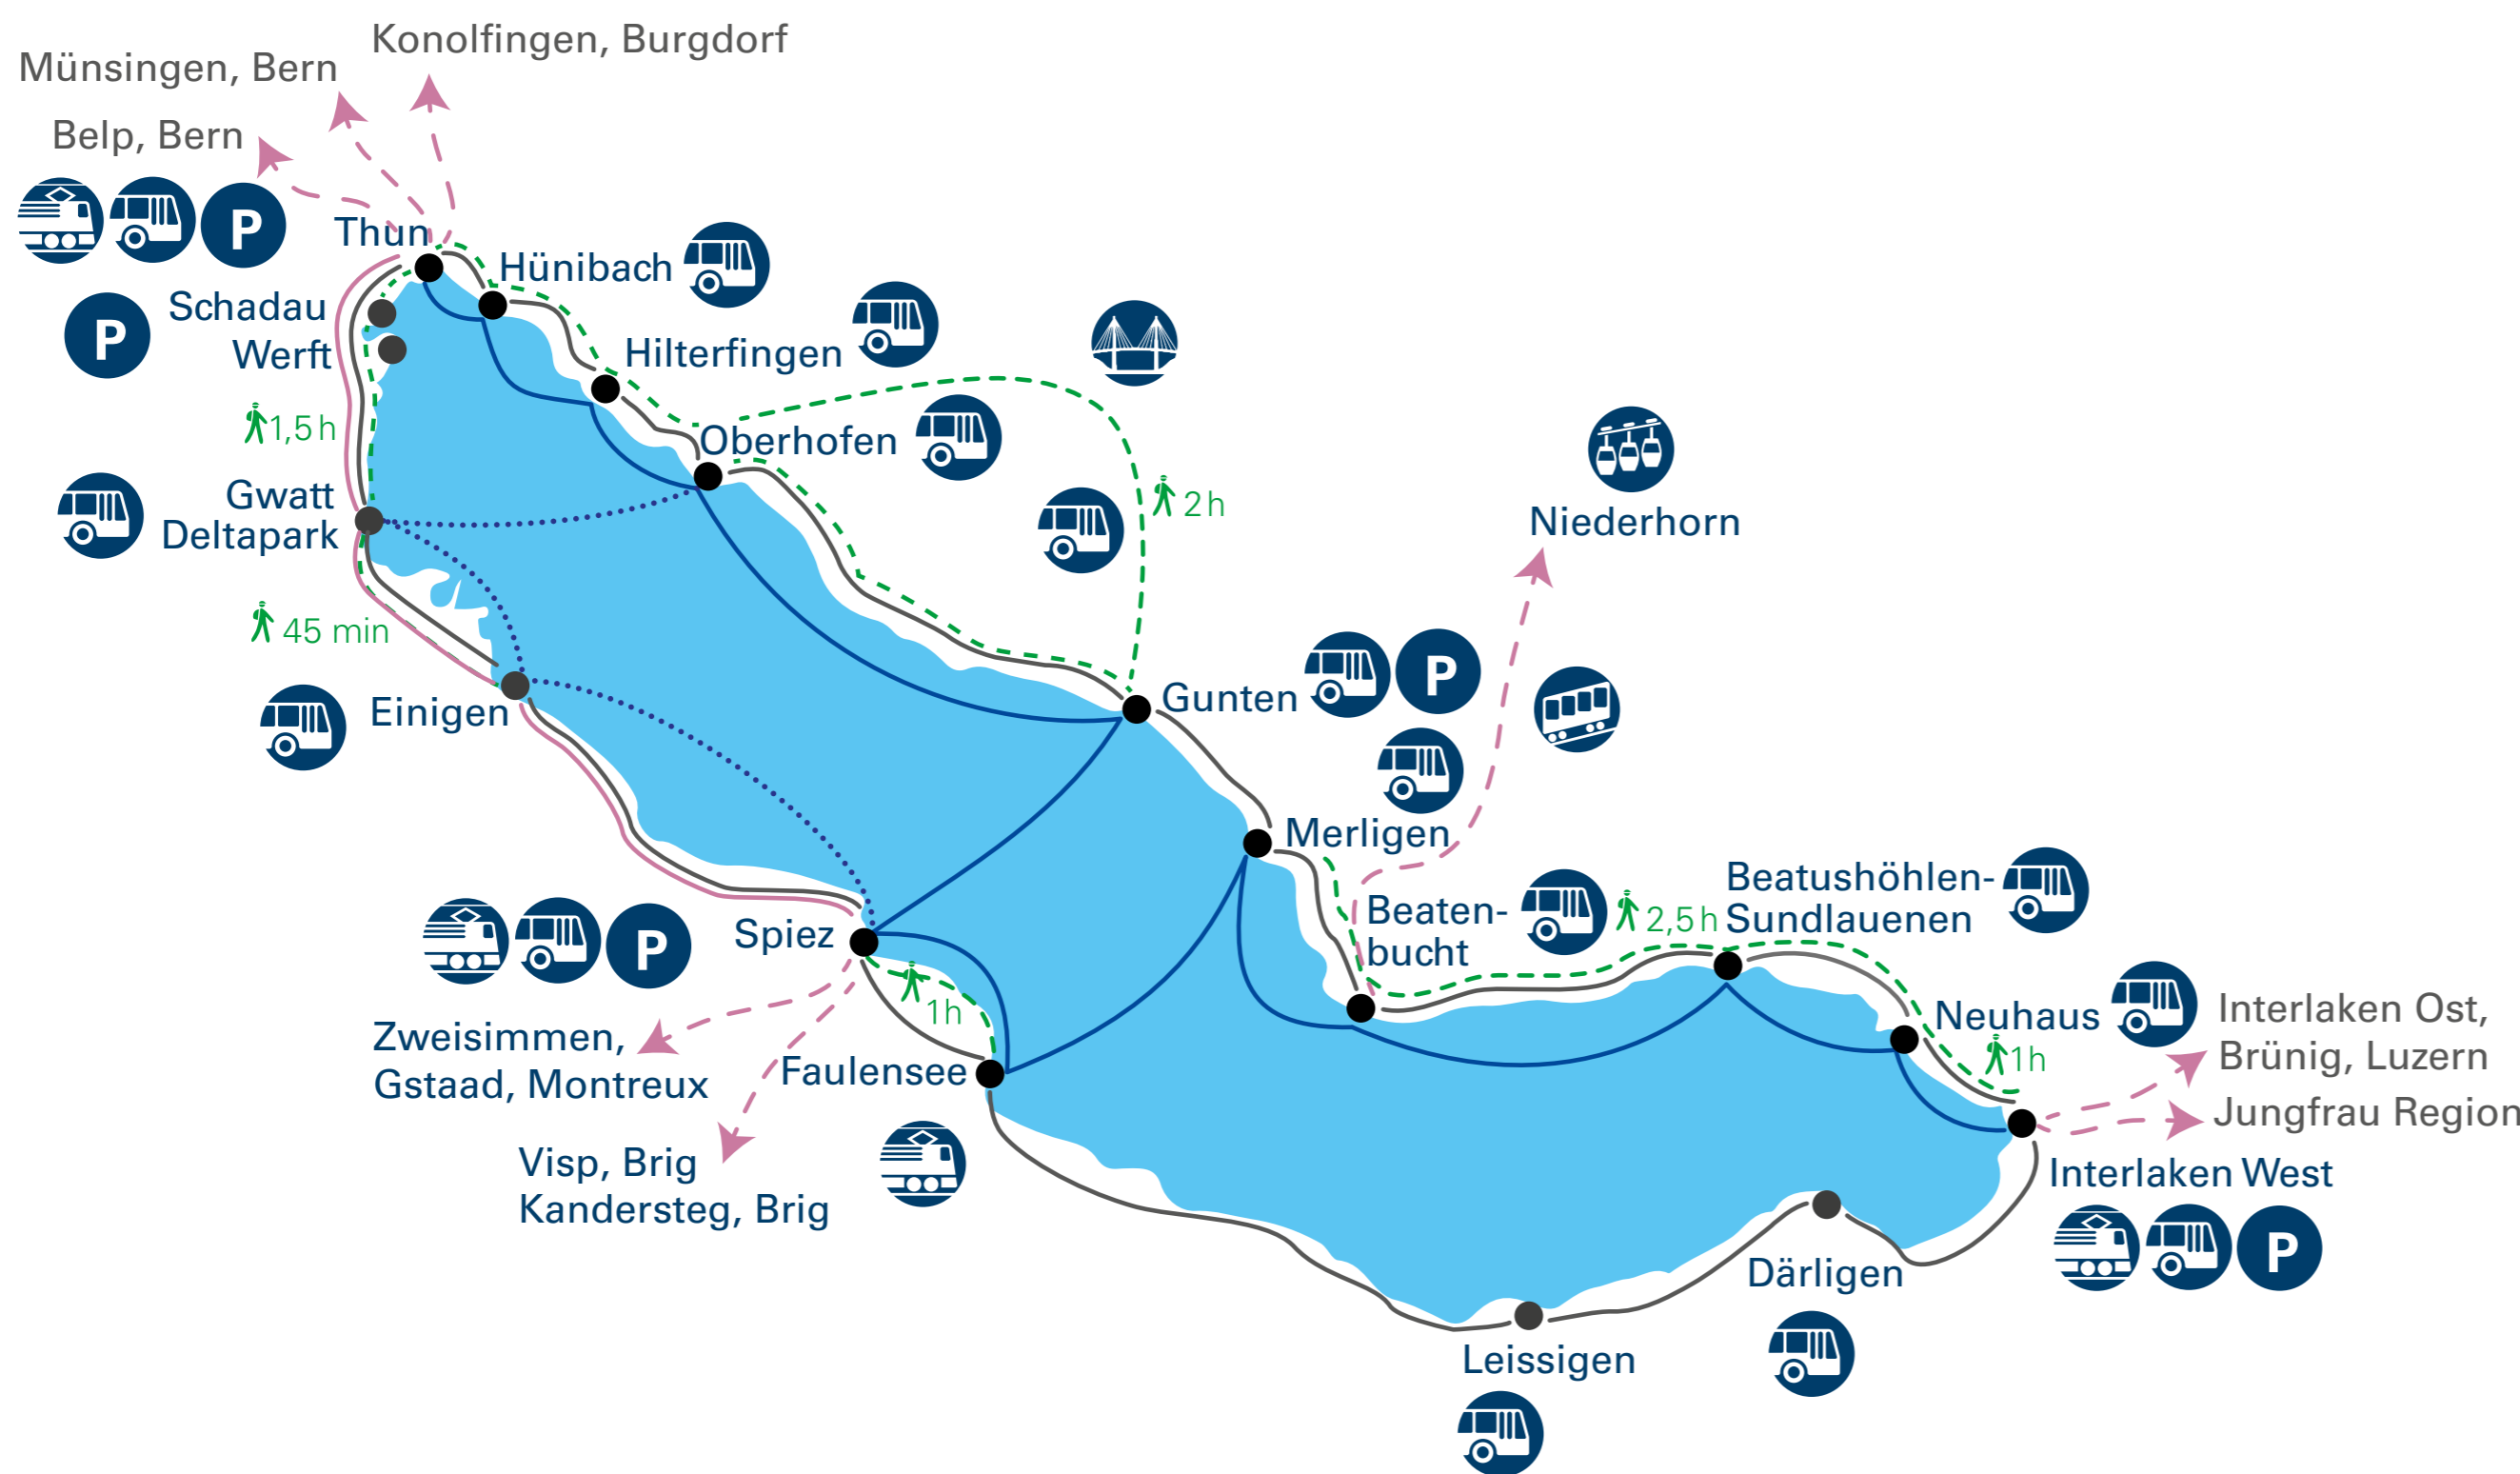 Konolfingen, Burgdorf
Münsingen, Bern
Belp, Bern
P
Thun
Hünibach
P
Schadau
Werft
Hilterfingen
1,5 h
Oberhofen
Gwatt
Deltapark
2 h
Niederhorn
45 min
Einigen
Gunten
P
Merligen
Beaten-
bucht
2,5 h
Beatushöhlen-
Sundlauenen
Spiez
P
1h
Neuhaus
1h
Interlaken Ost,
Brünig, Luzern
Jungfrau Region
Zweisimmen,
Gstaad, Montreux
Faulensee
Visp, Brig
Kandersteg, Brig
Interlaken West
P
Därligen
Leissigen